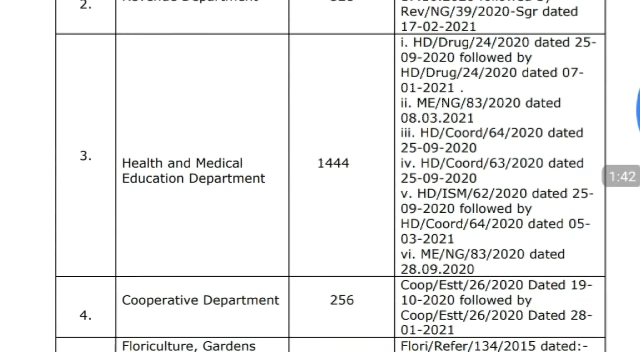 2.
Rev/NG/39/2020-Sgr dated
17-02-2021
3.
Health and Medical
Education Department
1444
i. HD/Drug/24/2020 dated 25-
09-2020 followed by
HD/Drug/24/2020 dated 07-
01-2021 .
ii. ME/NG/83/2020 dated
08.03.2021
iii. HD/Coord/64/2020 dated
25-09-2020
iv. HD/Coord/63/2020 dated
25-09-2020
v. HD/ISM/62/2020 dated 25-
09-2020 followed by
HD/Coord/64/2020 dated 05-
03-2021
vi. ME/NG/83/2020 dated
28.09.2020
4.
Cooperative Department
256
Coop/Estt/26/2020 Dated 19-
10-2020 followed by
Coop/Estt/26/2020 Dated 28-
01-2021
Floriculture, Gardens
Flori/Refer/134/2015 dated:-
1:42